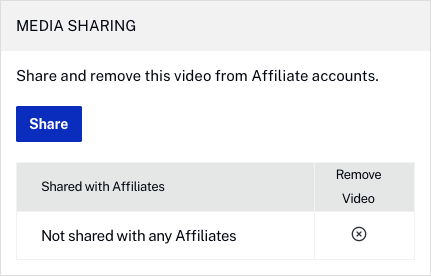 MEDIA SHARING
Share and remove this video from Affiliate accounts.
Share
Shared with Affiliates
Remove
Video
Not shared with any Affiliates